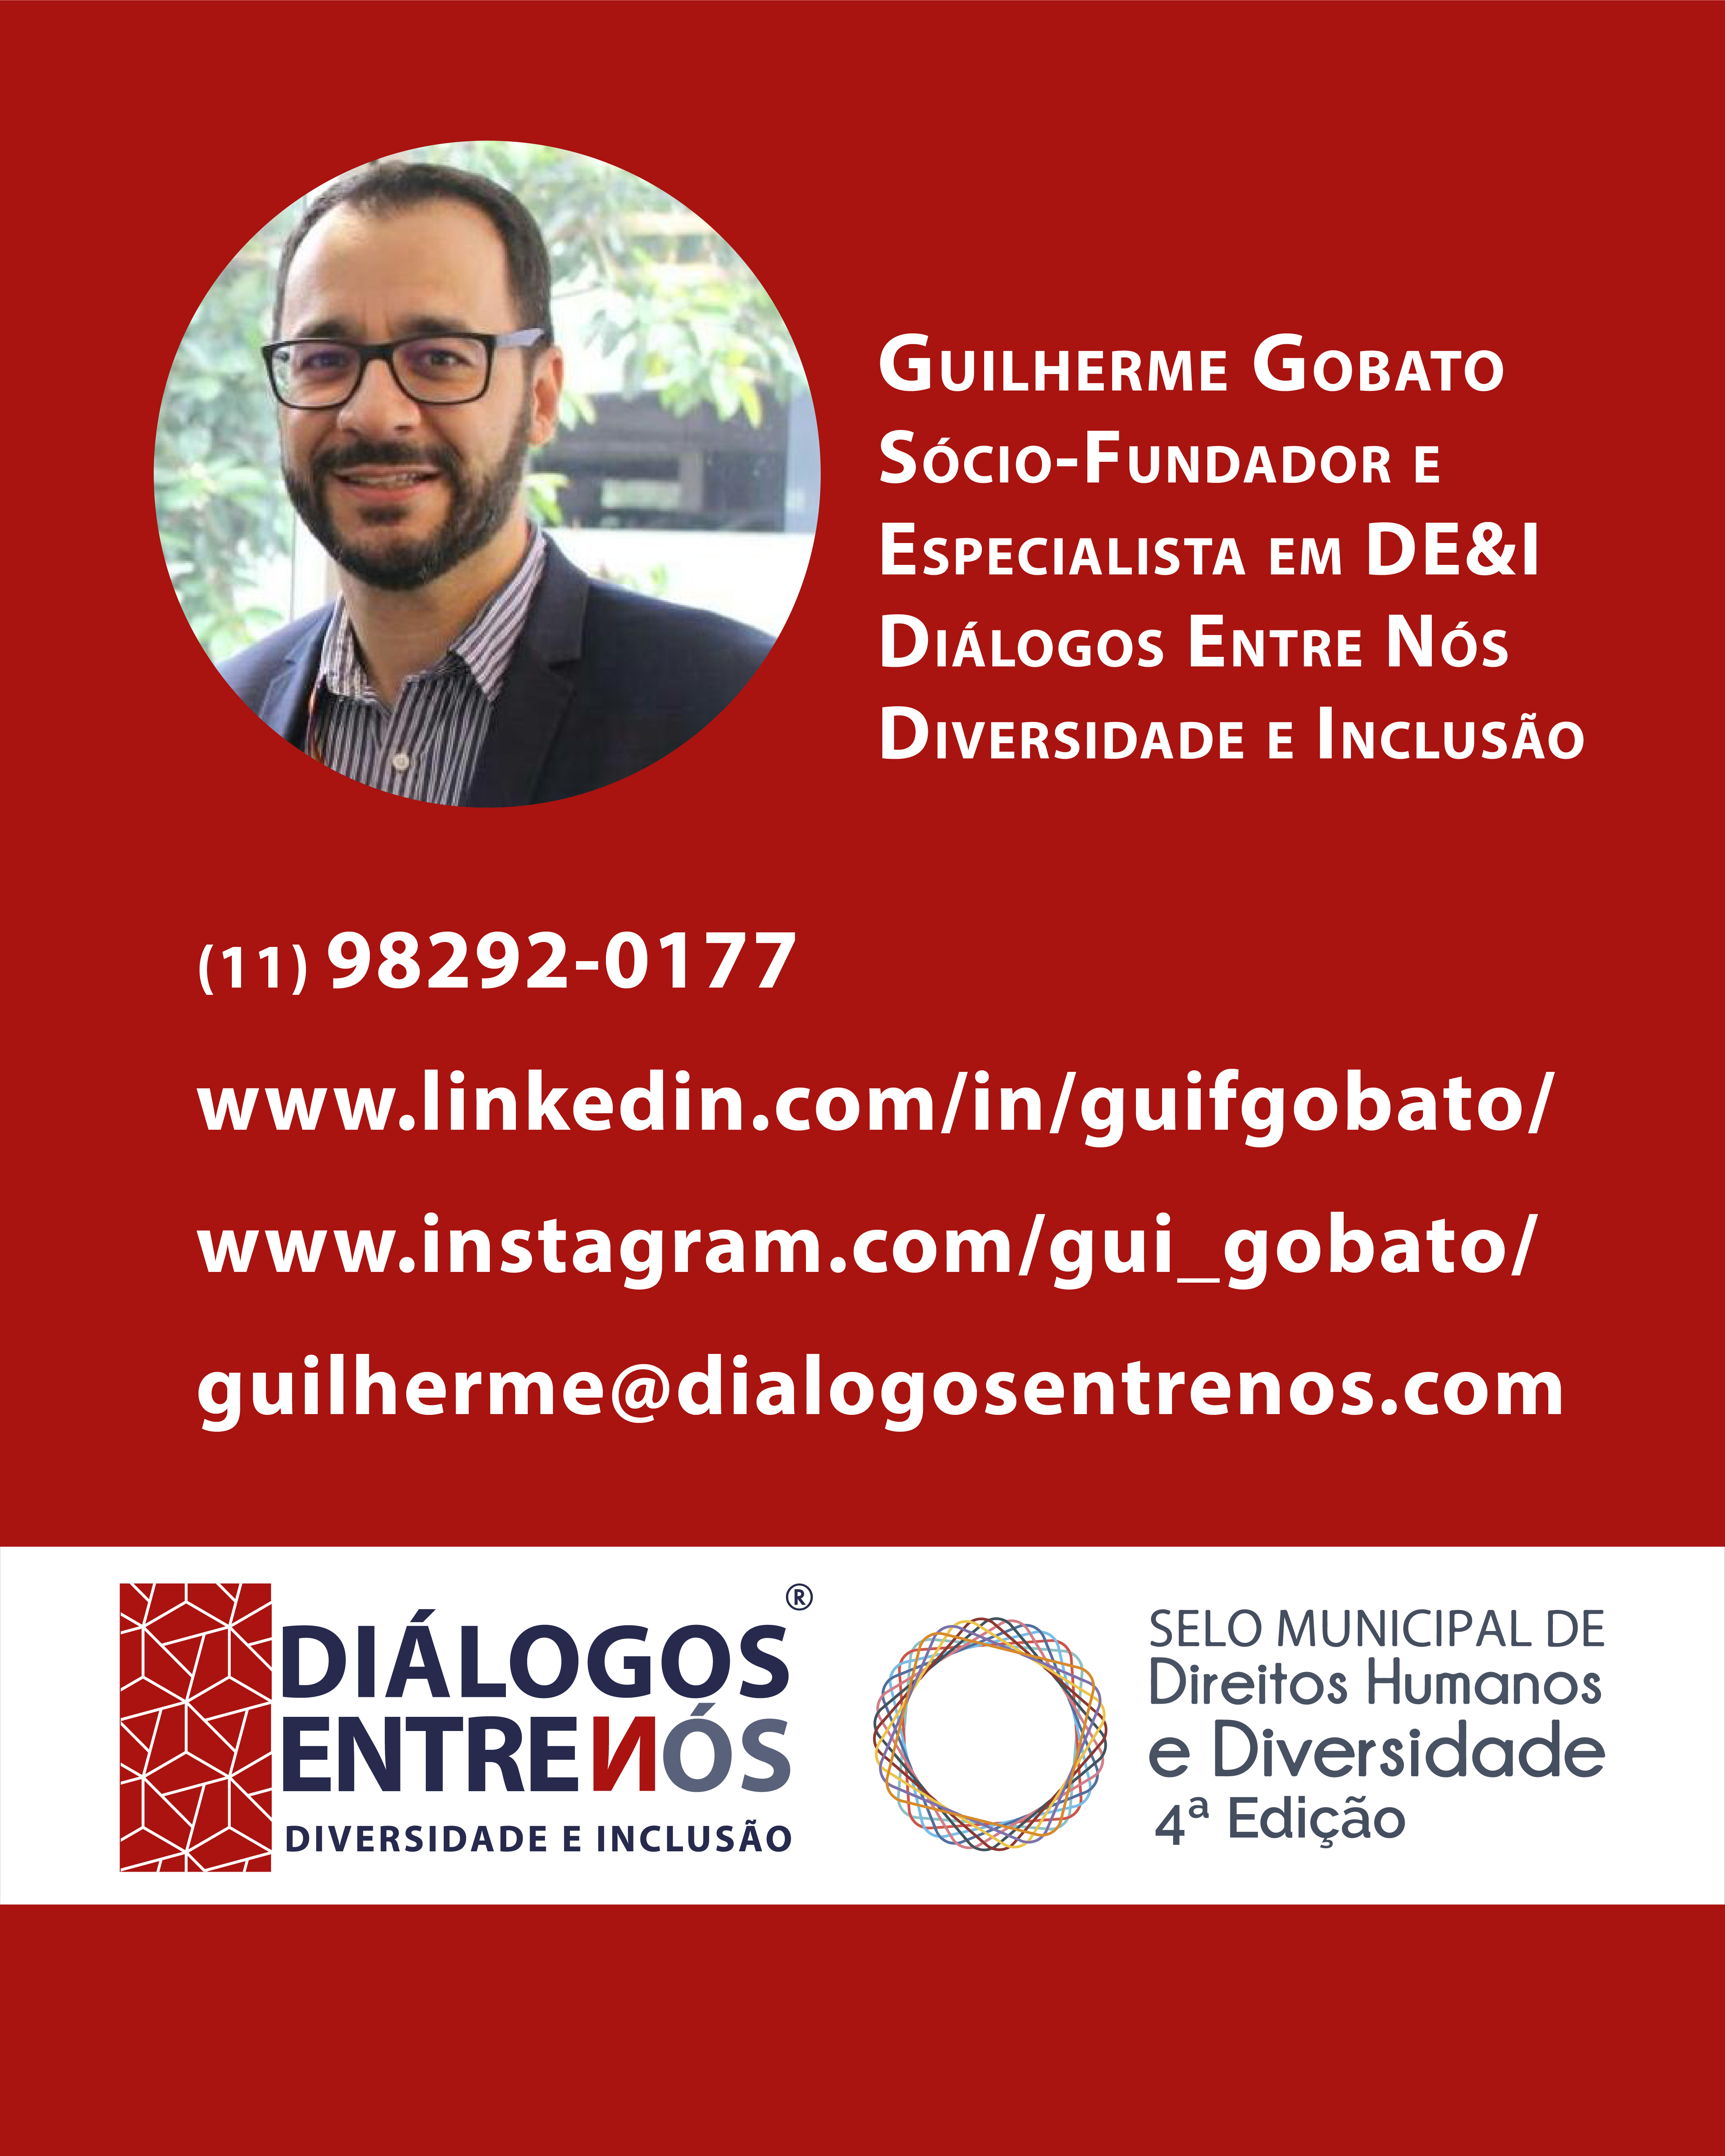 Guilherme Gobato
Sócio-Fundador e
Especialista em DE&I
Diálogos Entre Nós
Diversidade e Inclusão
(11) 98292-0177
www.linkedin.com/in/guifgobato/
www.instagram.com/gui_gobato/
guilherme@dialogosentrenos.com
DIÁLOGOS®
ENTRENÓS
DIVERSIDADE E INCLUSÃO
SELO MUNICIPAL DE
Direitos Humanos
e Diversidade
4ª Edição